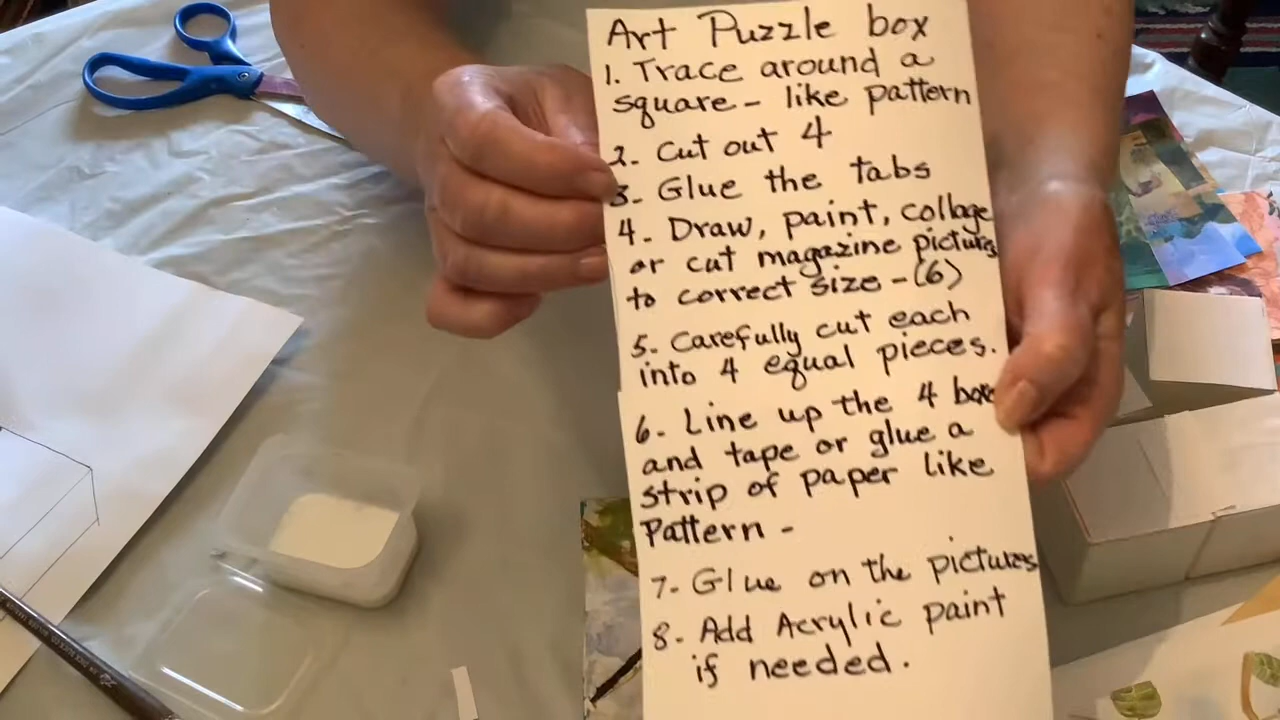 Art Puzzle box
1. Trace around a
square - like pattern
2. Cut out 4
3. Glue the tabs
4. Draw, paint, collage
or cut magazine pictures
to correct size - (6)
5. Carefully cut each
into 4 equal pieces.
6. Line up the 4 boxes
and tape or glue a
strip of paper like
Pattern -
7. Glue on the pictures
8. Add Acrylic paint
if needed.